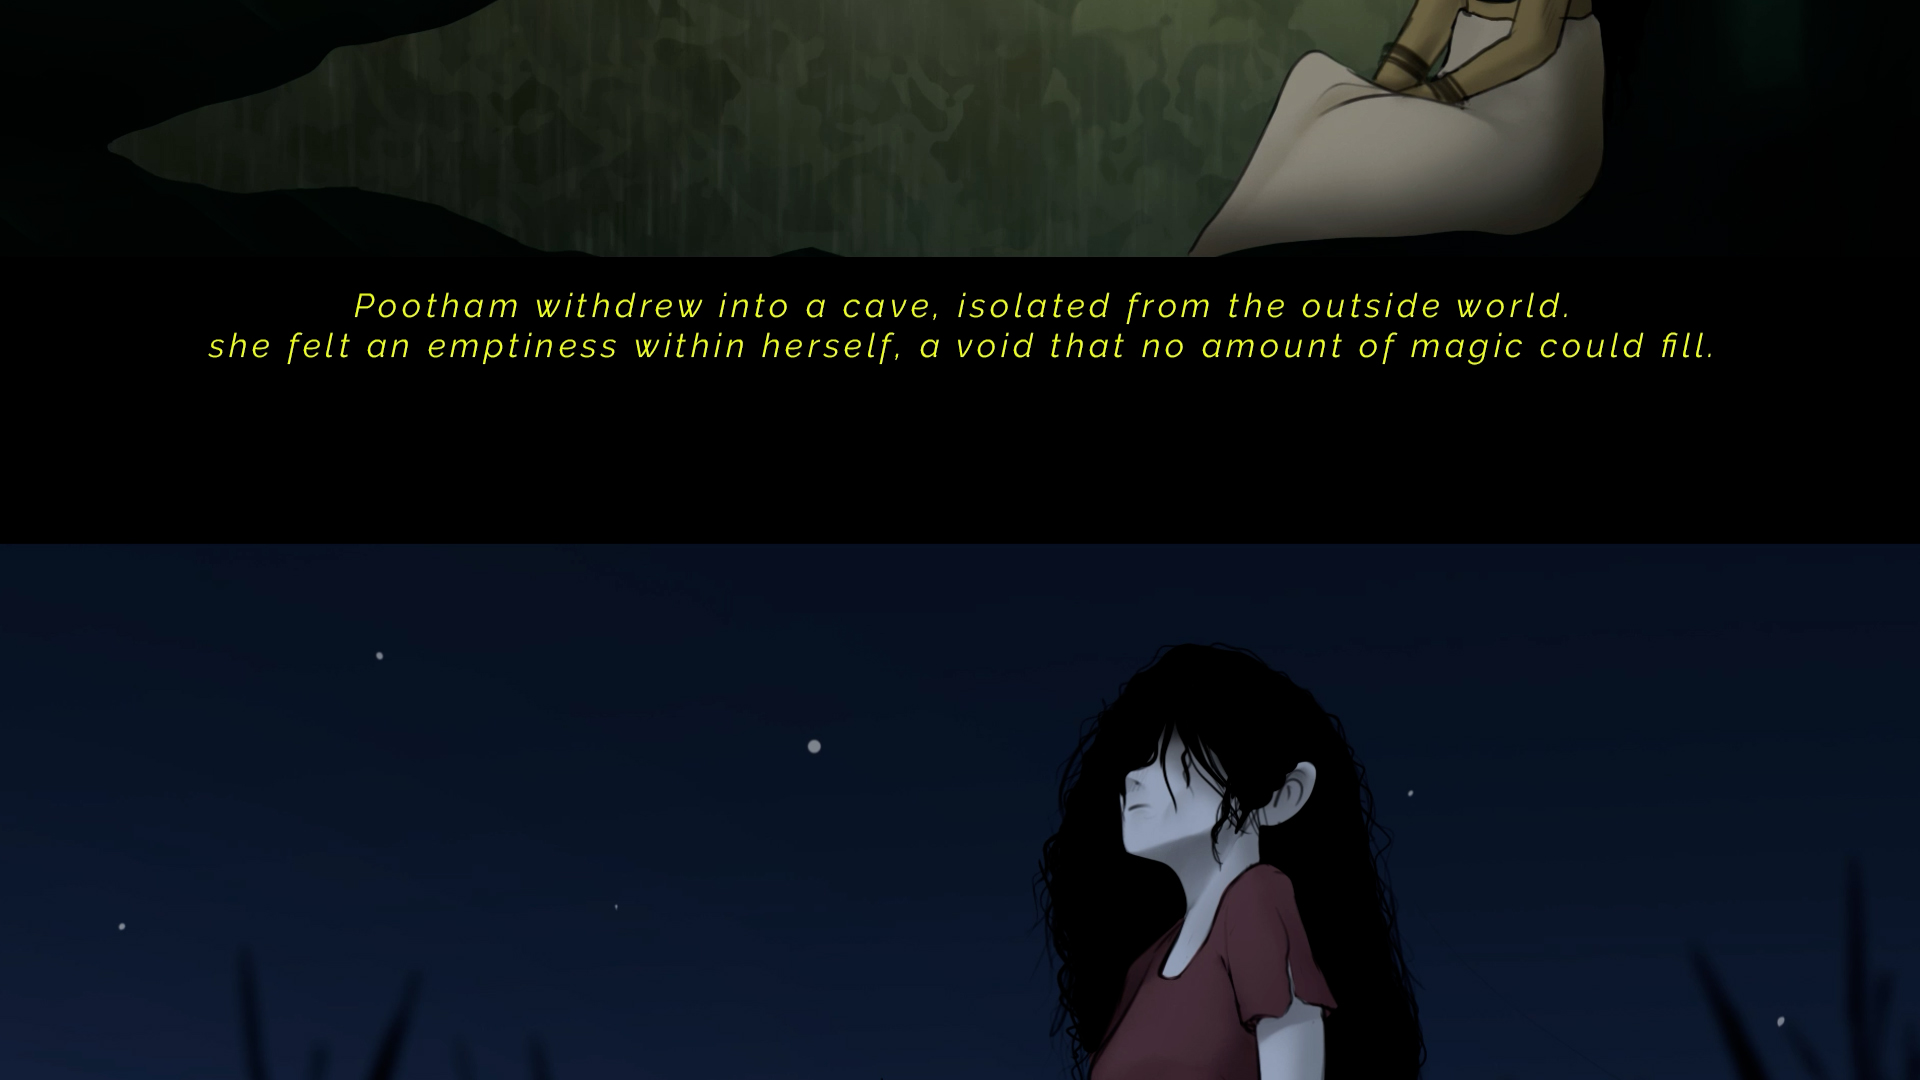 Pootham withdrew into a cave, isolated from the outside world.
she felt an emptiness within herself, a void that no amount of magic could fill.